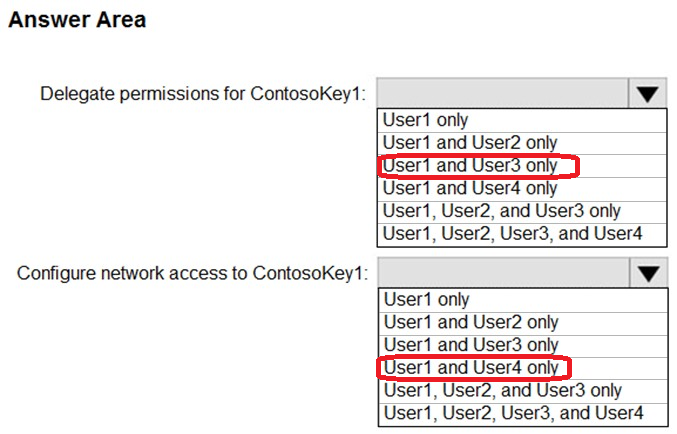 Answer Area
Delegate permissions for ContosoKey1:
User1 only
User1 and User2 only
User1 and User3 only
User1 and User4 only
User1, User2, and User3 only
User1, User2, User3, and User4
Configure network access to ContosoKey1:
User1 only
User1 and User2 only
User1 and User3 only
User1 and User4 only
User1, User2, and User3 only
User1, User2, User3, and User4